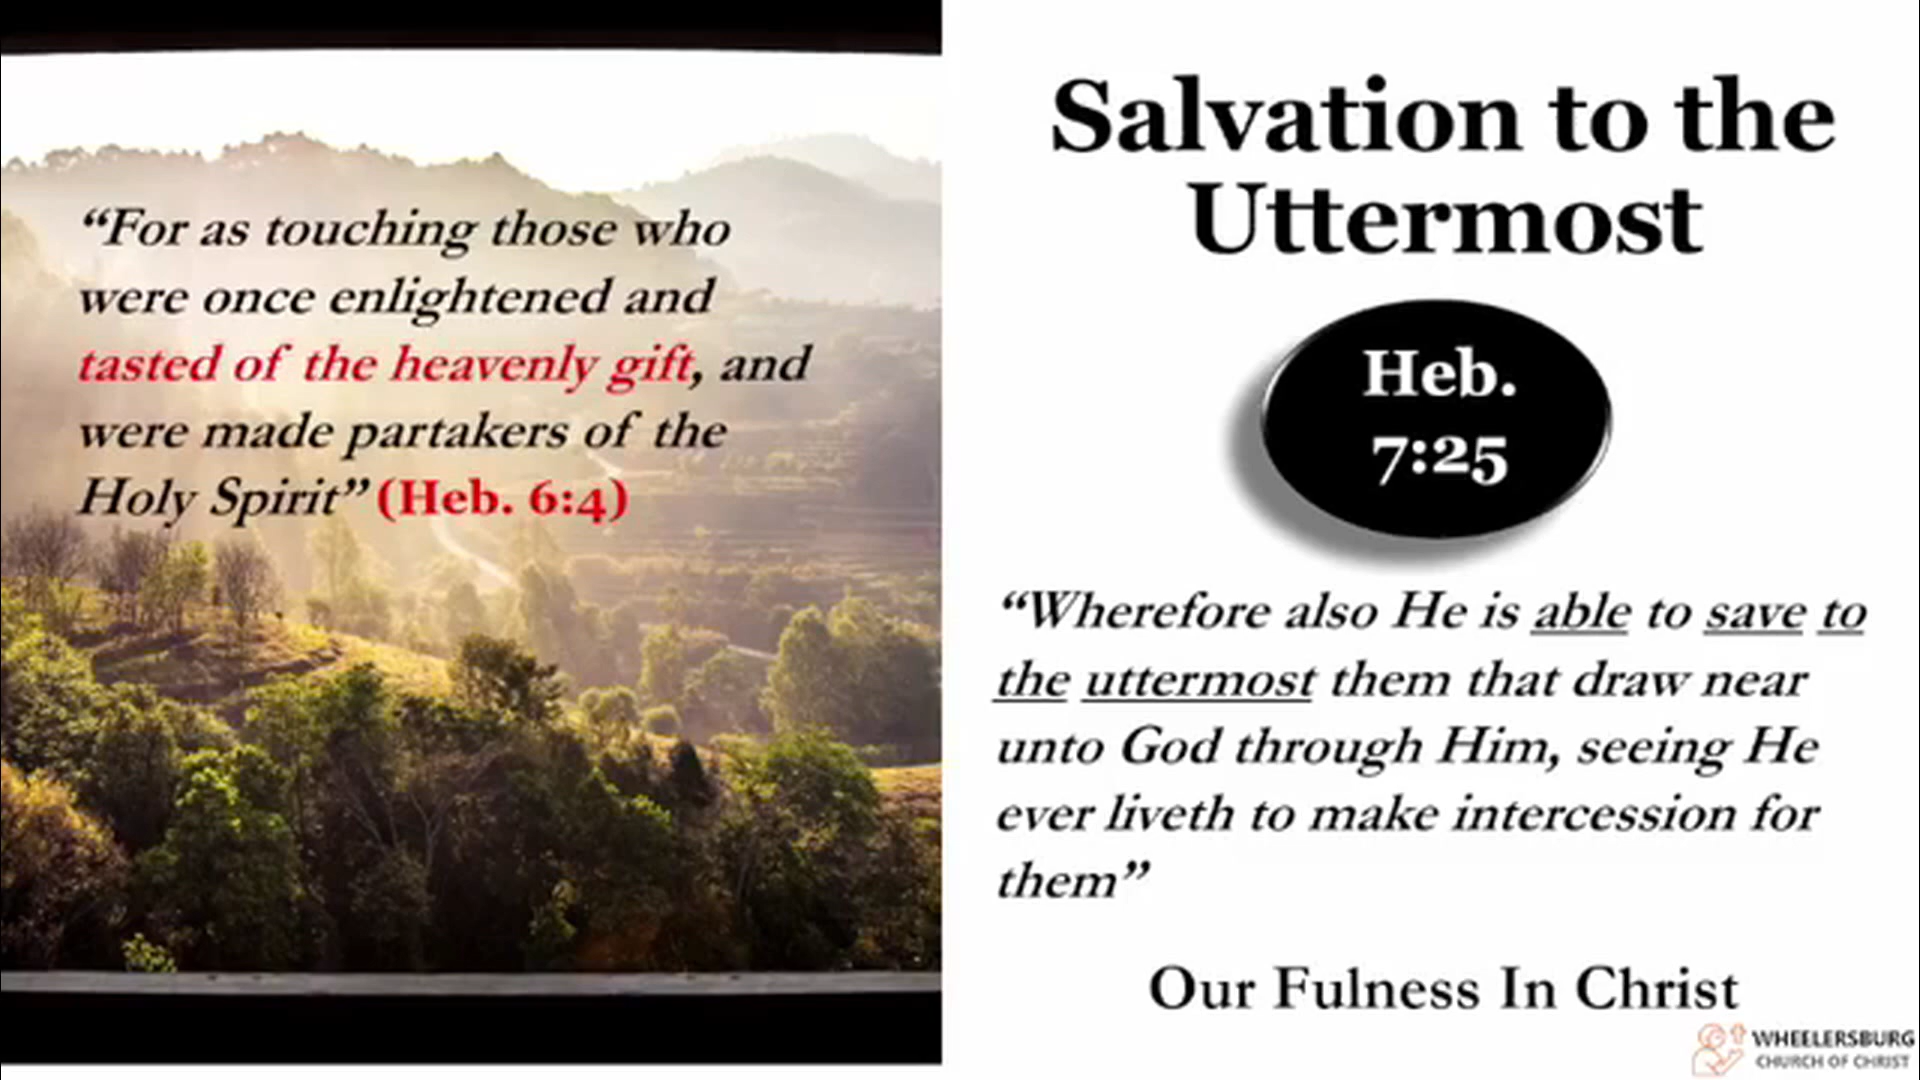 “For as touching those who
were once enlightened and
tasted of the heavenly gift, and
were made partakers of the
Holy Spirit” (Heb. 6:4)
Salvation to the
Uttermost
Heb.
7:25
“Wherefore also He is able to save to
the uttermost them that draw near
unto God through Him, seeing He
ever liveth to make intercession for
them”
Our Fulness In Christ
WHEELERSBURG
CHURCH OF CHRIST